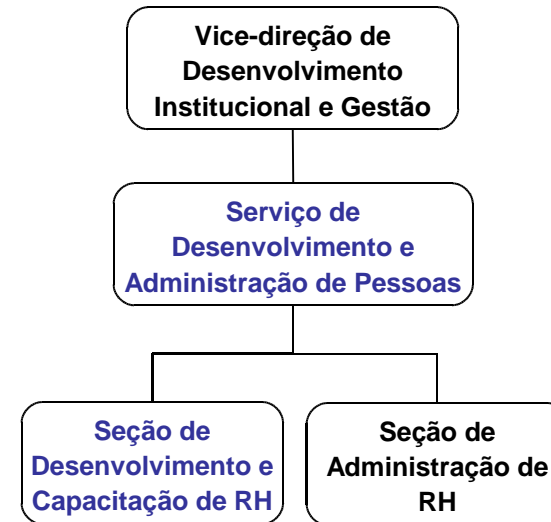 Vice-direção de
Desenvolvimento
Institucional e Gestão
Serviço de
Desenvolvimento e
Administração de Pessoas
Seção de
Desenvolvimento e
Capacitação de RH
Seção de
Administração de
RH